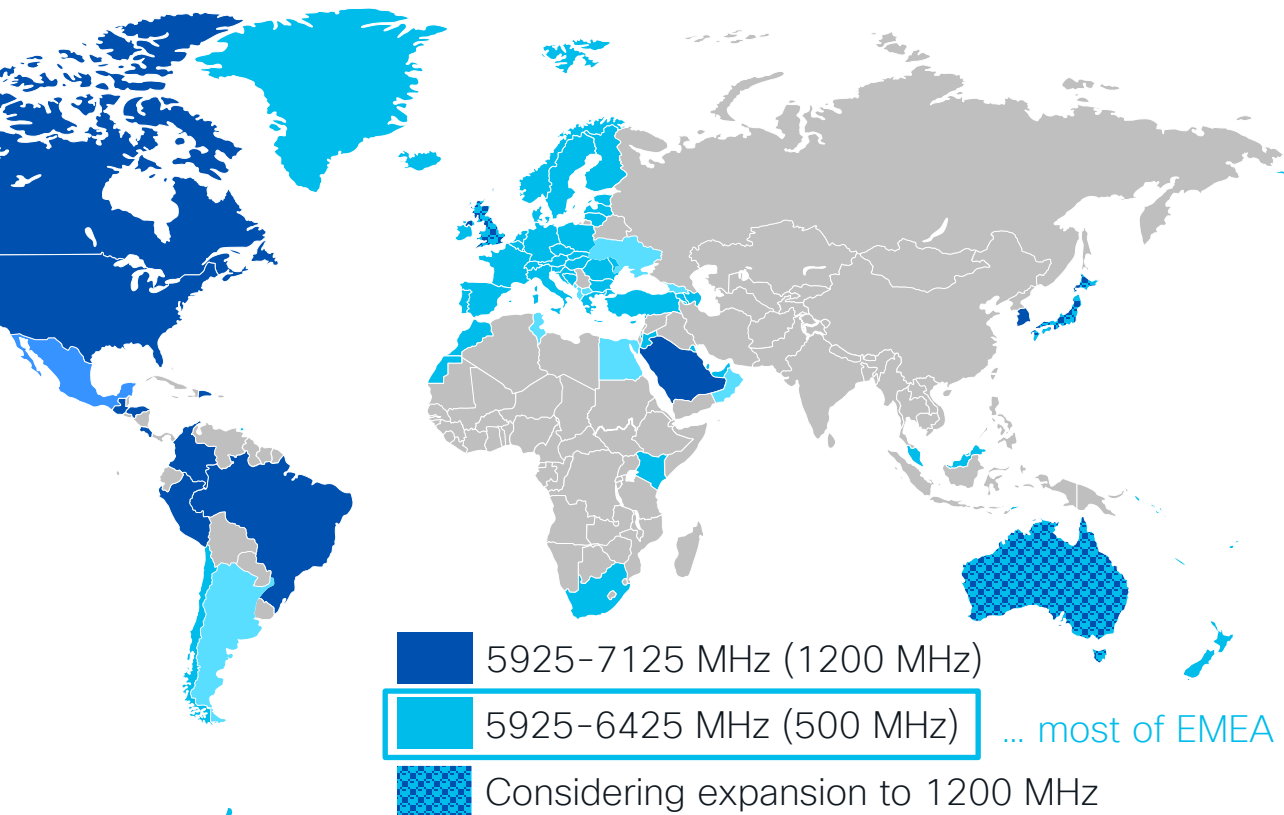 5925-7125 MHz (1200 MHz)
5925-6425 MHz (500 MHz) ... most of EMEA
Considering expansion to 1200 MHz